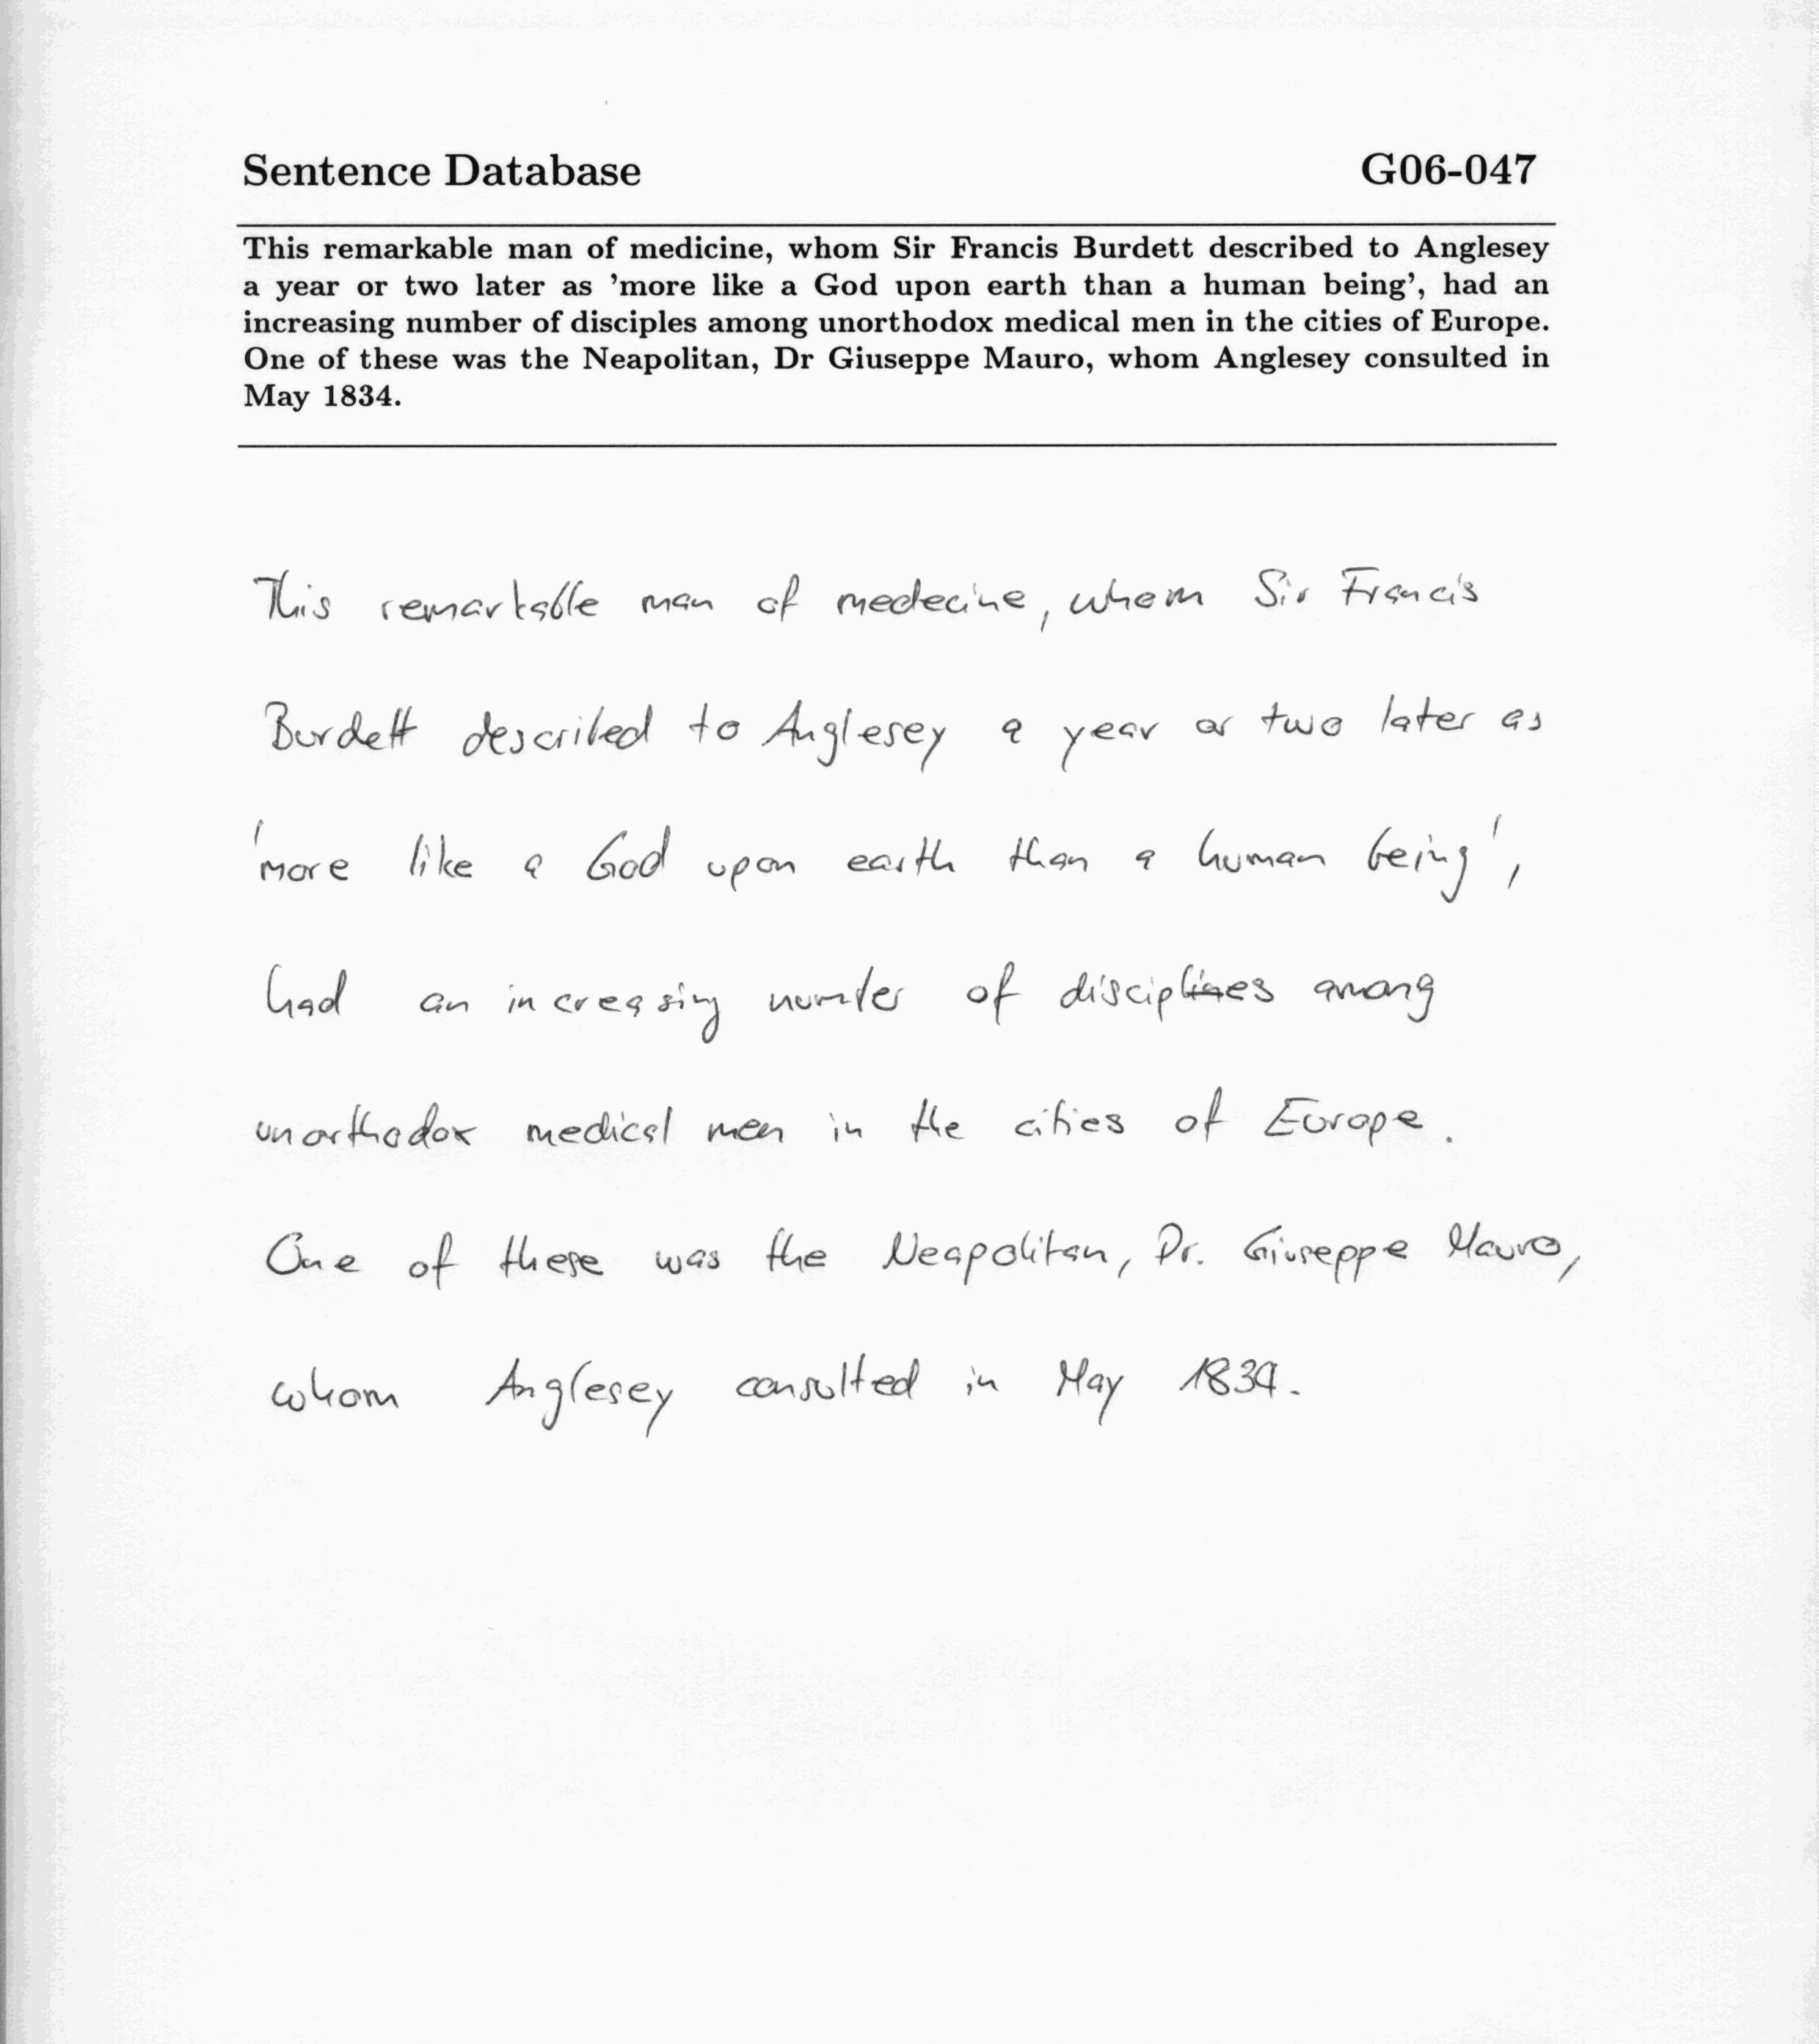 Sentence Database G06-047
This remarkable man of medicine, whom Sir Francis Burdett described to Anglesey
a year or two later as 'more like a God upon earth than a human being', had an
increasing number of disciples among unorthodox medical men in the cities of Europe.
One of these was the Neapolitan, Dr Giuseppe Mauro, whom Anglesey consulted in
May 1834.
This remarkable man of medecine, whom Sir Francis
Burdett described to Anglesey a year or two later as
'more like a God upon earth than a human being',
had an increasing number of disciplines among
unorthodox medical men in the cities of Europe.
One of these was the Neapolitan, Dr. Giuseppe Mauro,
whom Anglesey consulted in May 1834.